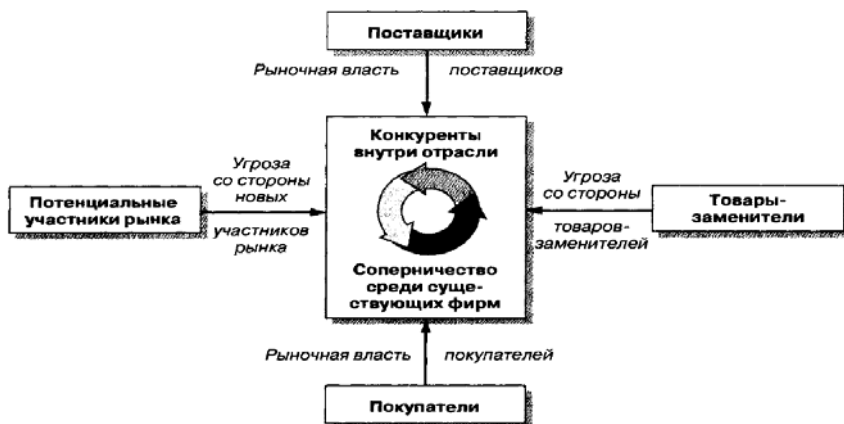 Поставщики
Рыночная власть поставщиков
Конкуренты
внутри отрасли
Угроза
со стороны
новых
участников
рынка
Потенциальные
участники рынка
Угроза
со стороны
товаров-
заменителей
Товары-
заменители
Соперничество
среди суще-
ствующих фирм
Рыночная власть покупателей
Покупатели